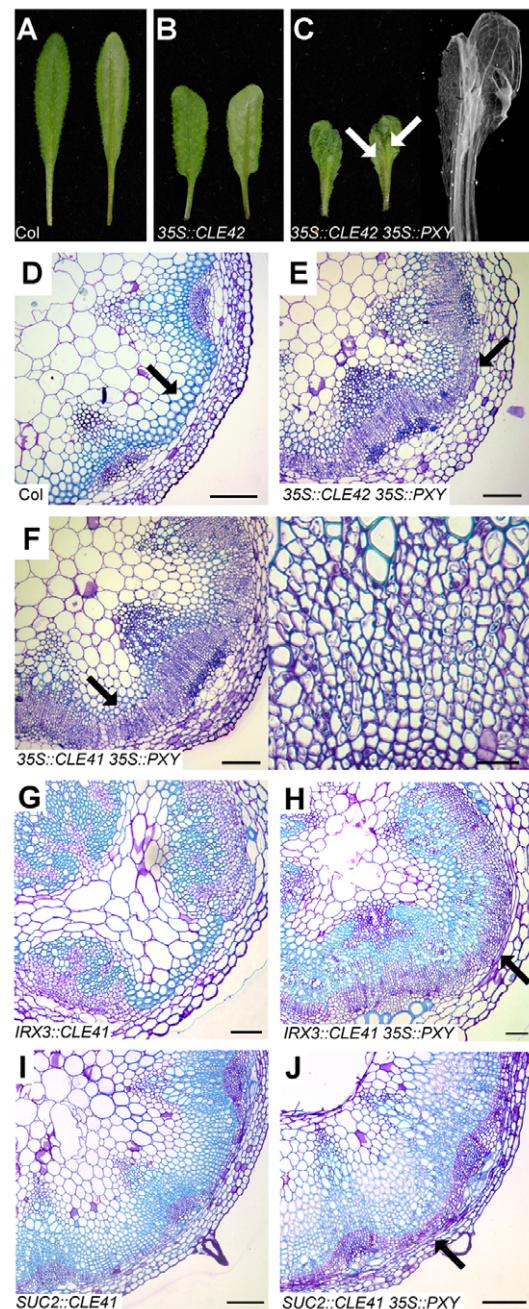 A
B
C
Col
35S::CLE42
35S::CLE42 35S::PXY
D
E
Col
35S::CLE42 35S::PXY
F
35S::CLE41 35S::PXY
G
H
IRX3::CLE41
IRX3::CLE41 35S::PXY
I
J
SUC2::CLE41
SUC2::CLE41 35S::PXY